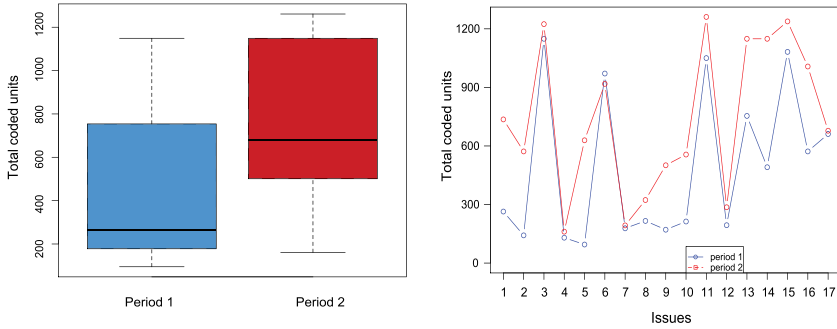 Total coded units
1200
1000
800
600
400
200
Period 1
Period 2
Total coded units
1200
900
600
300
0
period 1
period 2
1 2 3 4 5 6 7 8 9 10 11 12 13 14 15 16 17
Issues